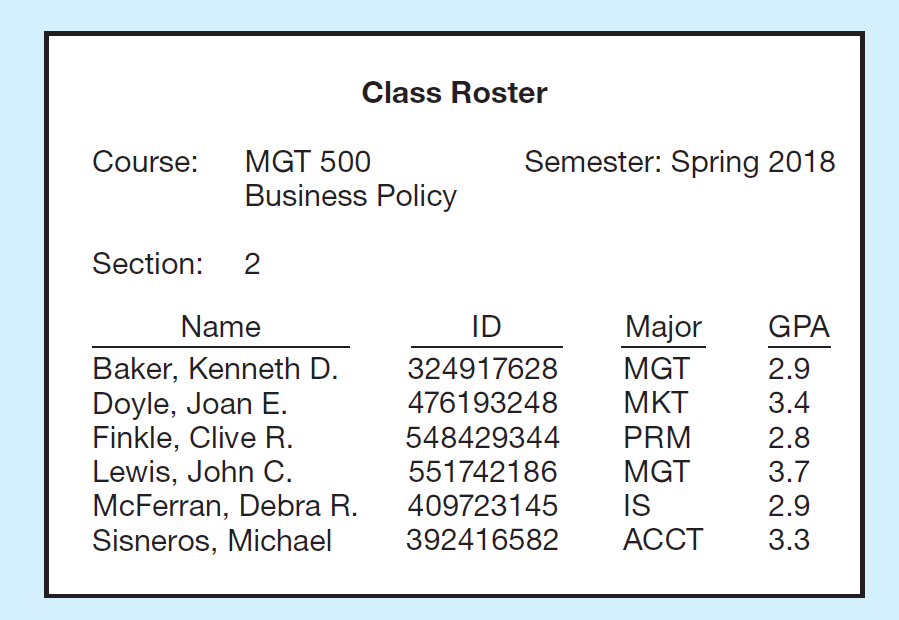 Class Roster
Course: MGT 500 Semester: Spring 2018
Business Policy
Section: 2
Name ID Major GPA
Baker, Kenneth D. 324917628 MGT 2.9
Doyle, Joan E. 476193248 MKT 3.4
Finkle, Clive R. 548429344 PRM 2.8
Lewis, John C. 551742186 MGT 3.7
McFerran, Debra R. 409723145 IS 2.9
Sisneros, Michael 392416582 ACCT 3.3